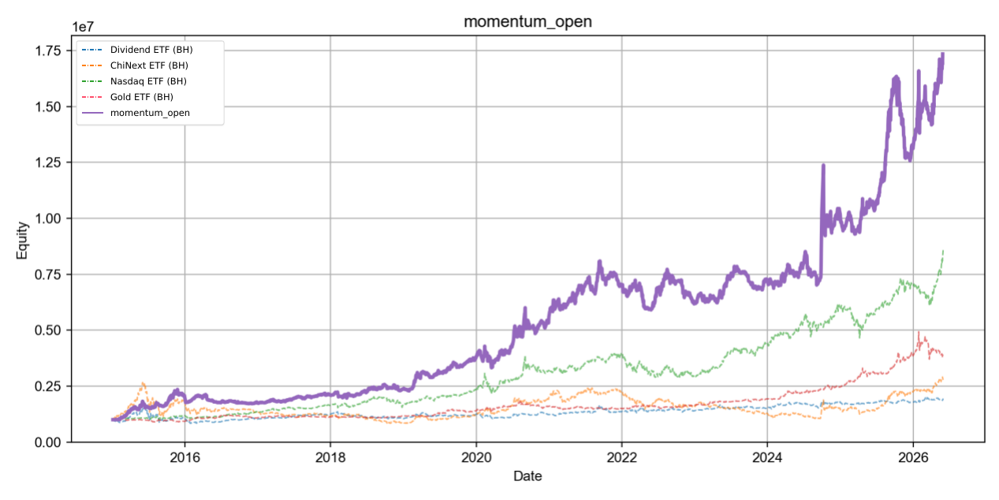 momentum_open
1e7
1.75
1.50
1.25
1.00
0.75
0.50
0.25
0.00
Equity
Dividend ETF (BH)
ChiNext ETF (BH)
Nasdaq ETF (BH)
Gold ETF (BH)
momentum_open
2016 2018 2020 2022 2024 2026
Date